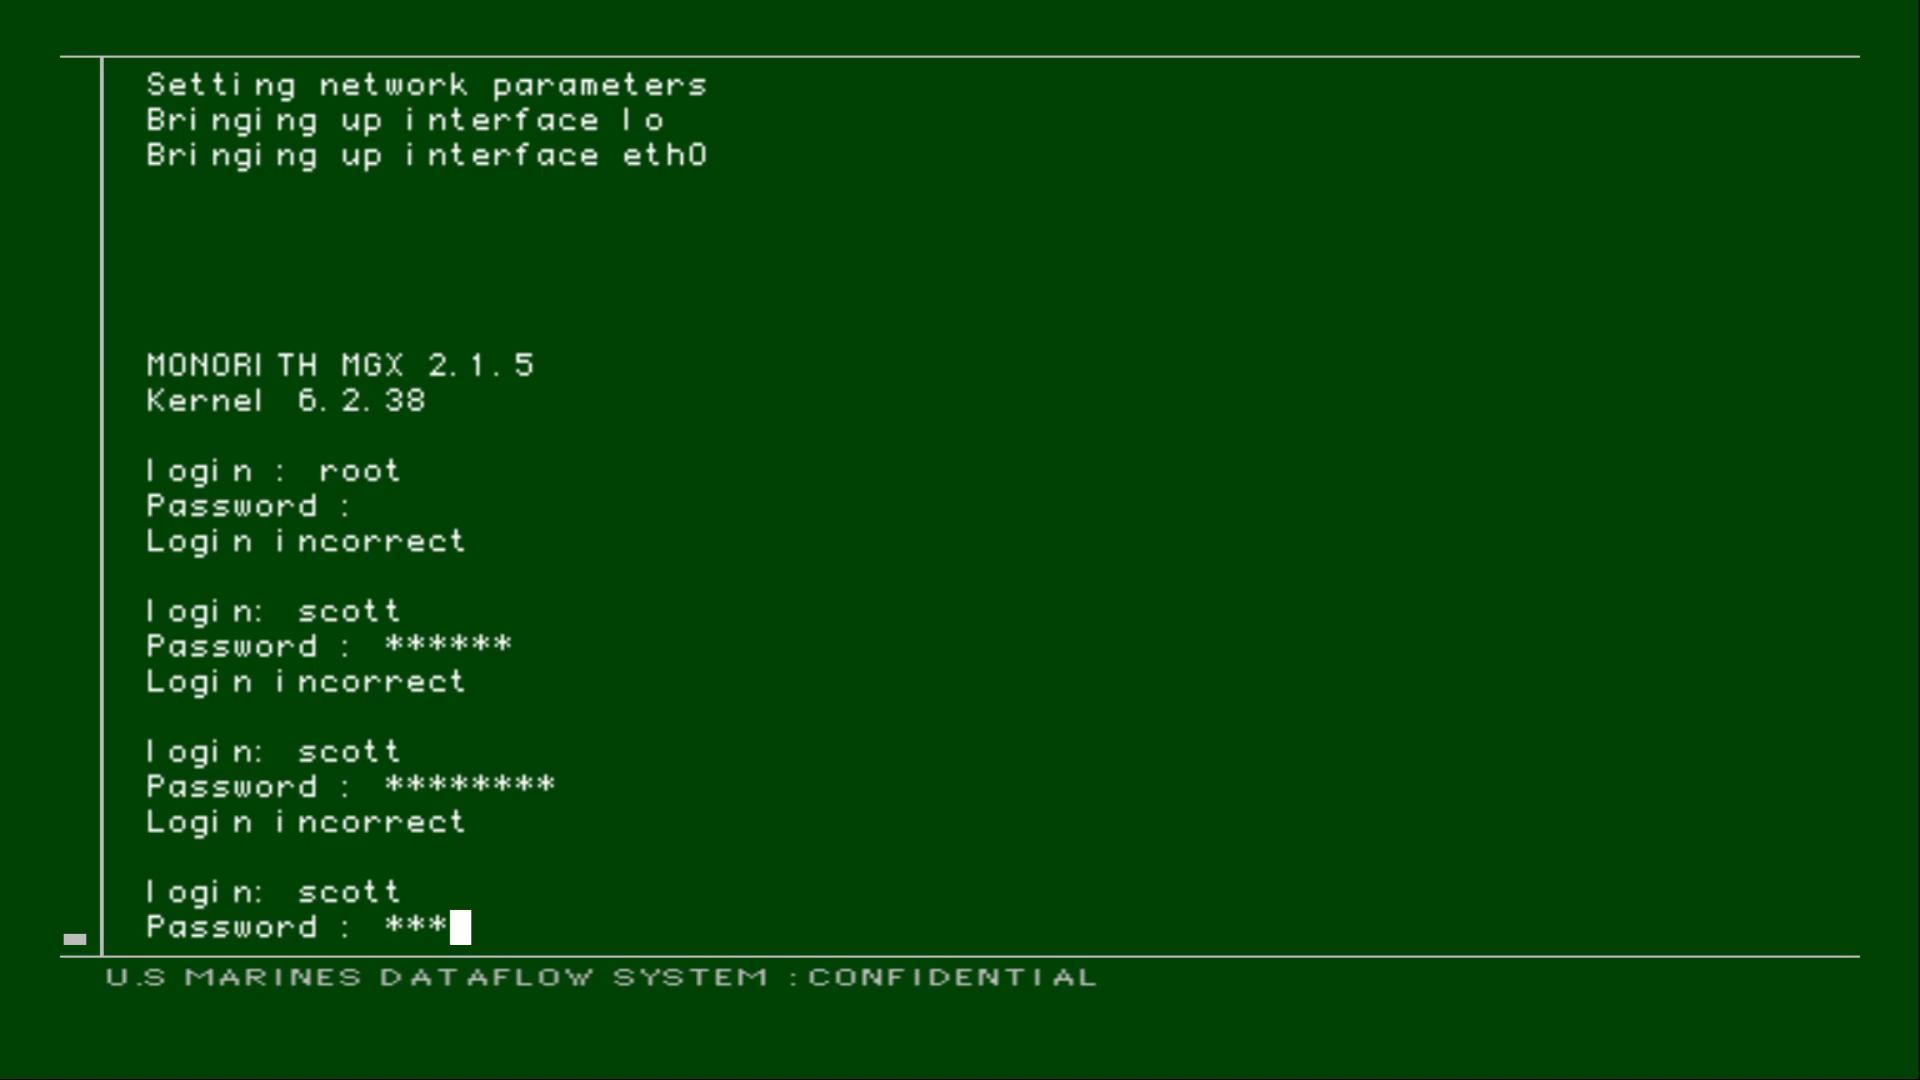 Setting network parameters
Bringing up interface lo
Bringing up interface eth0
MONORITH MGX 2.1.5
Kernel 6.2.38
login : root
Password :
Login incorrect
login: scott
Password : ******
Login incorrect
login: scott
Password : ********
Login incorrect
login: scott
Password : ***
U.S MARINES DATAFLOW SYSTEM :CONFIDENTIAL